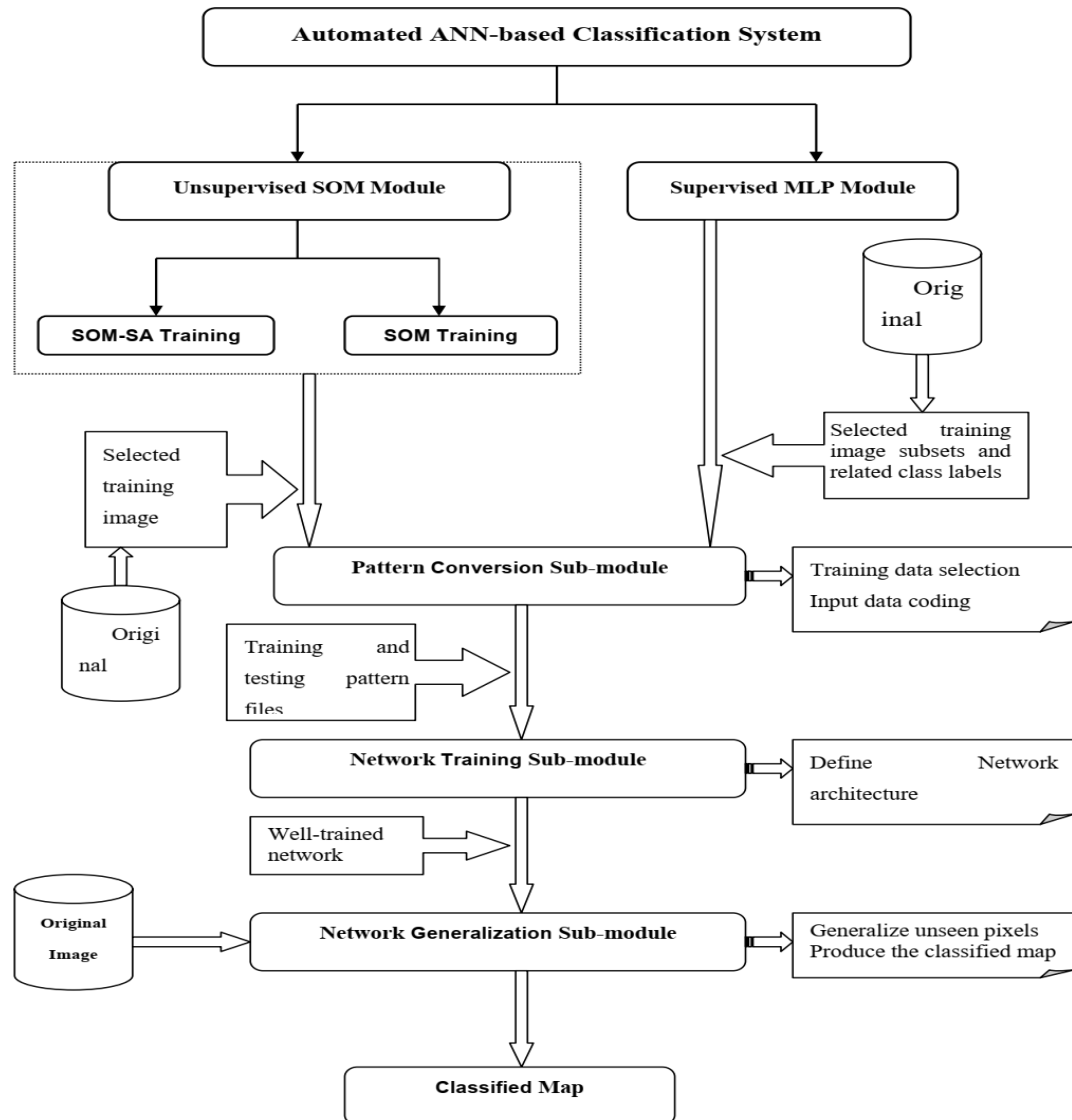 Automated ANN-based Classification System
Unsupervised SOM Module
Supervised MLP Module
Orig
inal
SOM-SA Training
SOM Training
Selected training
image subsets and
related class labels
Selected
training
image
Pattern Conversion Sub-module
Training data selection
Input data coding
Origi
nal
Training and
testing pattern
files
Network Training Sub-module
Define Network
architecture
Well-trained
network
Original
Image
Network Generalization Sub-module
Generalize unseen pixels
Produce the classified map
Classified Map